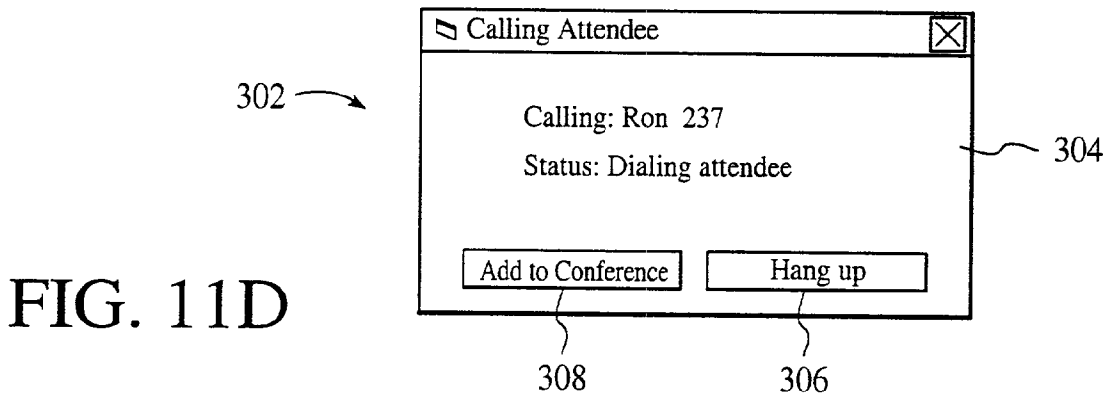 Calling Attendee
302
Calling: Ron 237
304
Status: Dialing attendee
Add to Conference
Hang up
FIG. 11D
308
306